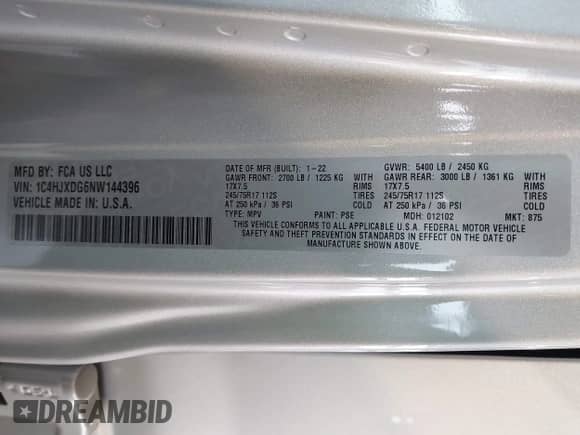 MFD BY: FCA US LLC
VIN: 1C4HJXDG6NW144396
VEHICLE MADE IN: U.S.A.
DATE OF MFR (BUILT): 1-22 GVWR: 5400 LB / 2450 KG
GAWR FRONT: 2700 LB / 1225 KG WITH GAWR REAR: 3000 LB / 1361 KG WITH
17X7.5 RIMS 17X7.5 RIMS
245/75R17 112S TIRES 245/75R17 112S TIRES
AT 250 kPa / 36 PSI COLD AT 250 kPa / 36 PSI COLD
TYPE: MPV PAINT: PSE MDH: 012102 MKT: 875
THIS VEHICLE CONFORMS TO ALL APPLICABLE U.S.A. FEDERAL MOTOR VEHICLE
SAFETY AND THEFT PREVENTION STANDARDS IN EFFECT ON THE DATE OF
MANUFACTURE SHOWN ABOVE.
DREAMBID